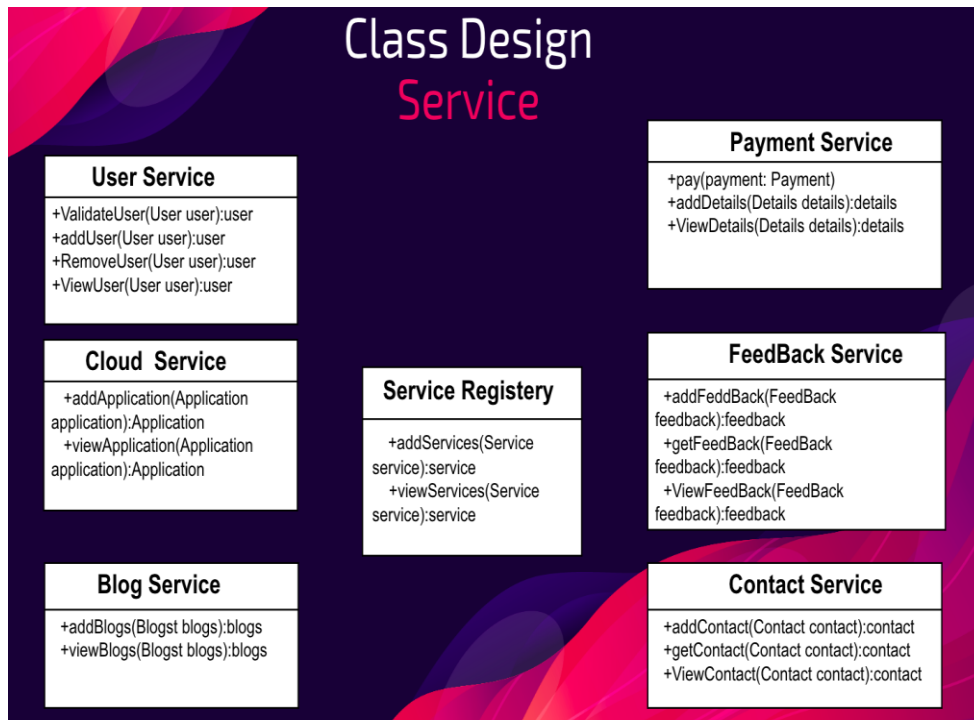 Class Design
Service
User Service
+ValidateUser(User user):user
+addUser(User user):user
+RemoveUser(User user):user
+ViewUser(User user):user
Cloud  Service
+addApplication(Application
application):Application
+viewApplication(Application
application):Application
Blog Service
+addBlogs(Blogst blogs):blogs
+viewBlogs(Blogst blogs):blogs
Service Registery
+addServices(Service
service):service
+viewServices(Service
service):service
Payment Service
+pay(payment: Payment)
+addDetails(Details details):details
+ViewDetails(Details details):details
FeedBack Service
+addFeddBack(FeedBack
feedback):feedback
+getFeedBack(FeedBack
feedback):feedback
+ViewFeedBack(FeedBack
feedback):feedback
Contact Service
+addContact(Contact contact):contact
+getContact(Contact contact):contact
+ViewContact(Contact contact):contact